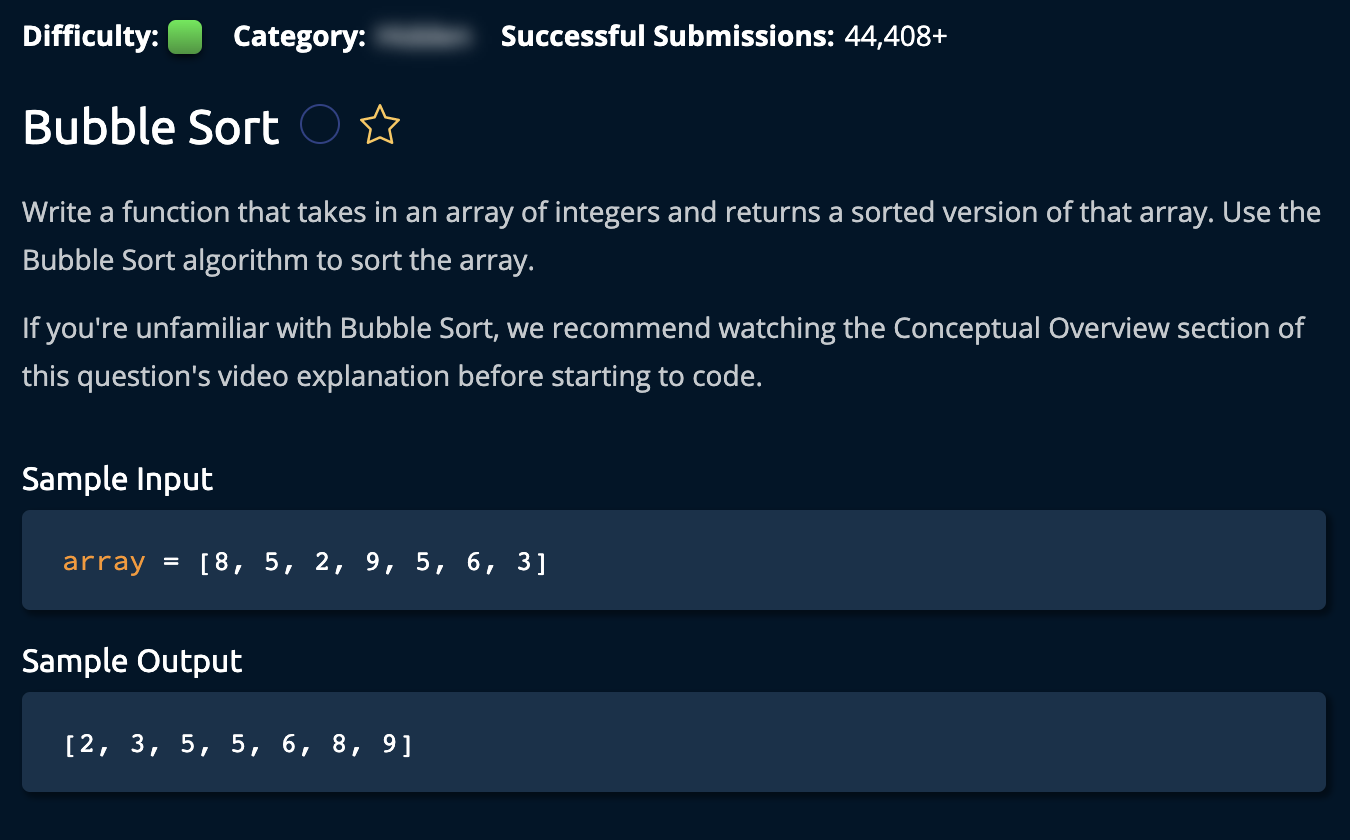 Difficulty: Category: Successful Submissions: 44,408+
Bubble Sort
Write a function that takes in an array of integers and returns a sorted version of that array. Use the
Bubble Sort algorithm to sort the array.
If you're unfamiliar with Bubble Sort, we recommend watching the Conceptual Overview section of
this question's video explanation before starting to code.
Sample Input
array = [8, 5, 2, 9, 5, 6, 3]
Sample Output
[2, 3, 5, 5, 6, 8, 9]